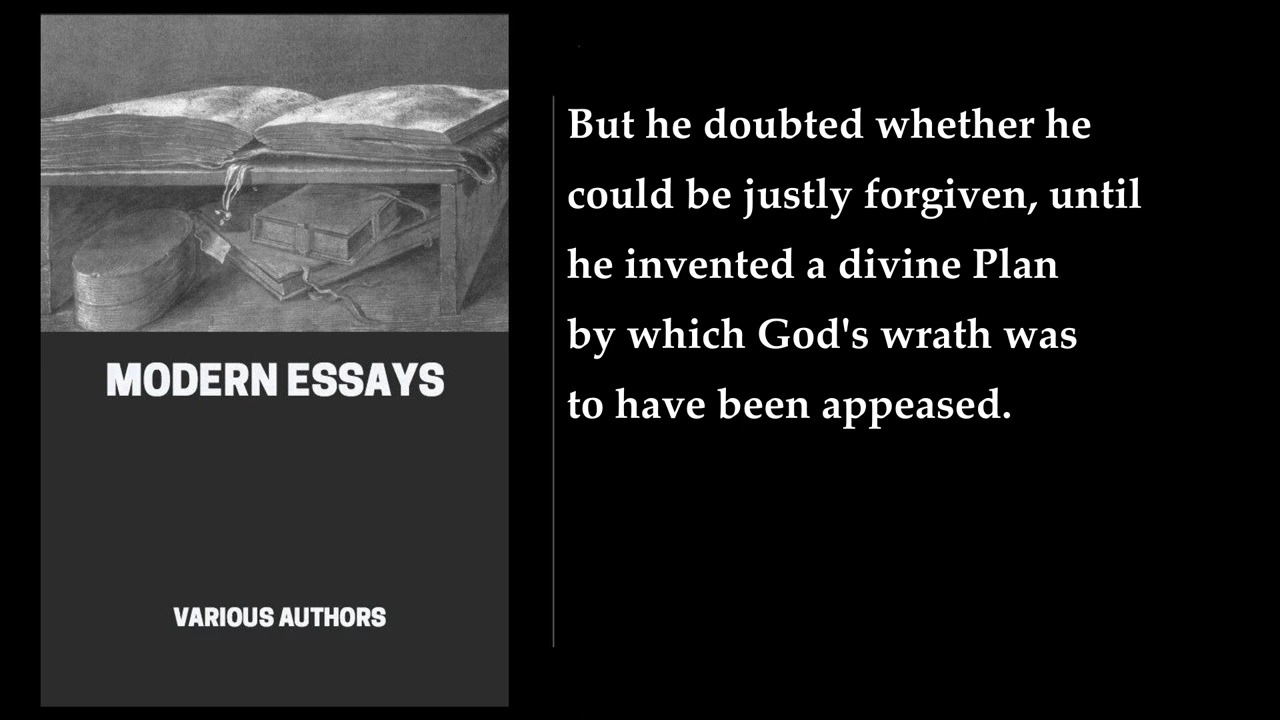 MODERN ESSAYS
VARIOUS AUTHORS
But he doubted whether he
could be justly forgiven, until
he invented a divine Plan
by which God's wrath was
to have been appeased.